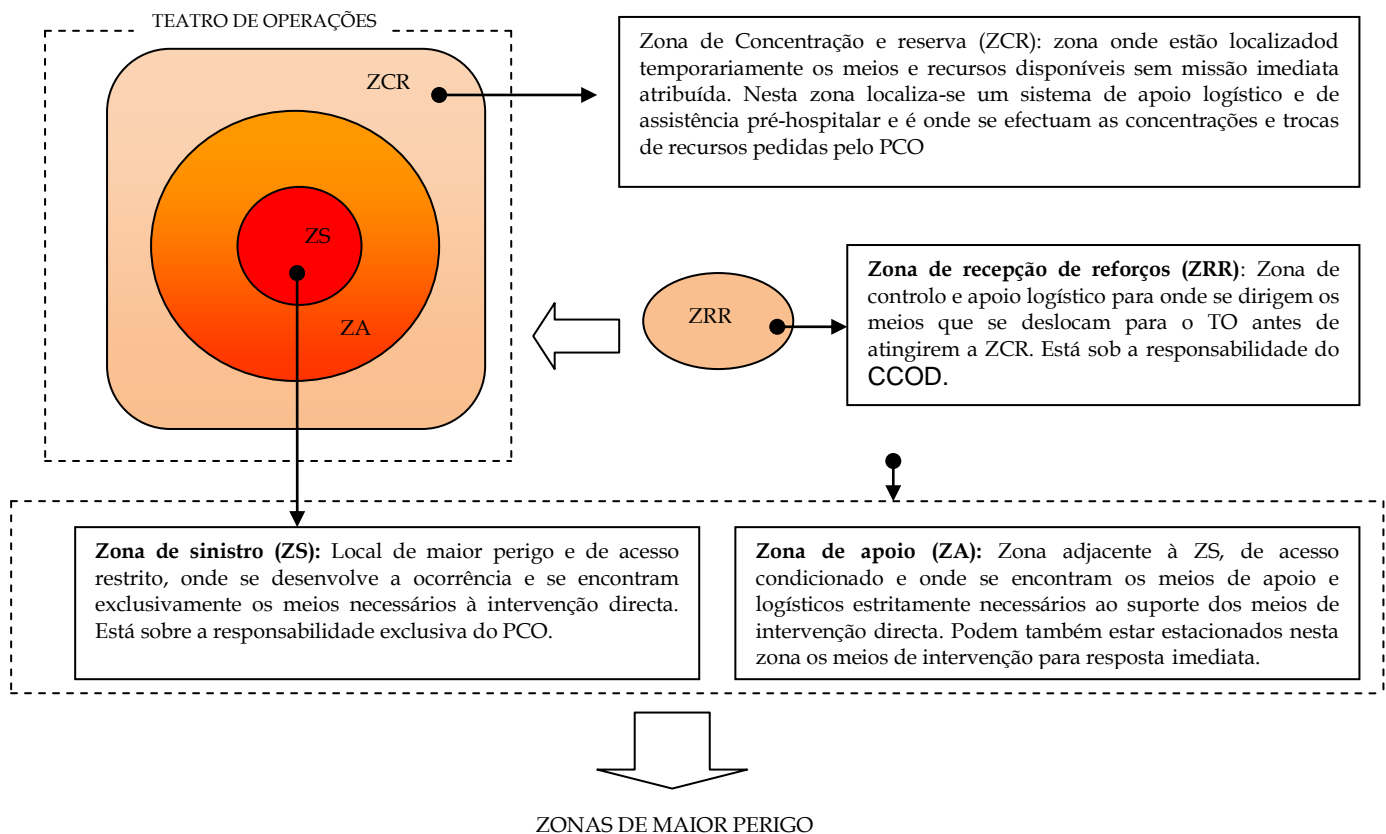 TEATRO DE OPERAÇÕES
ZCR
ZS
ZA
Zona de Concentração e reserva (ZCR): zona onde estão localizadod
temporariamente os meios e recursos disponíveis sem missão imediata
atribuída. Nesta zona localiza-se um sistema de apoio logístico e de
assistência pré-hospitalar e é onde se efectuam as concentrações e trocas
de recursos pedidas pelo PCO
ZRR
Zona de recepção de reforços (ZRR): Zona de
controlo e apoio logístico para onde se dirigem os
meios que se deslocam para o TO antes de
atingirem a ZCR. Está sob a responsabilidade do
CCOD.
Zona de sinistro (ZS): Local de maior perigo e de acesso
restrito, onde se desenvolve a ocorrência e se encontram
exclusivamente os meios necessários à intervenção directa.
Está sobre a responsabilidade exclusiva do PCO.
Zona de apoio (ZA): Zona adjacente à ZS, de acesso
condicionado e onde se encontram os meios de apoio e
logísticos estritamente necessários ao suporte dos meios de
intervenção directa. Podem também estar estacionados nesta
zona os meios de intervenção para resposta imediata.
ZONAS DE MAIOR PERIGO